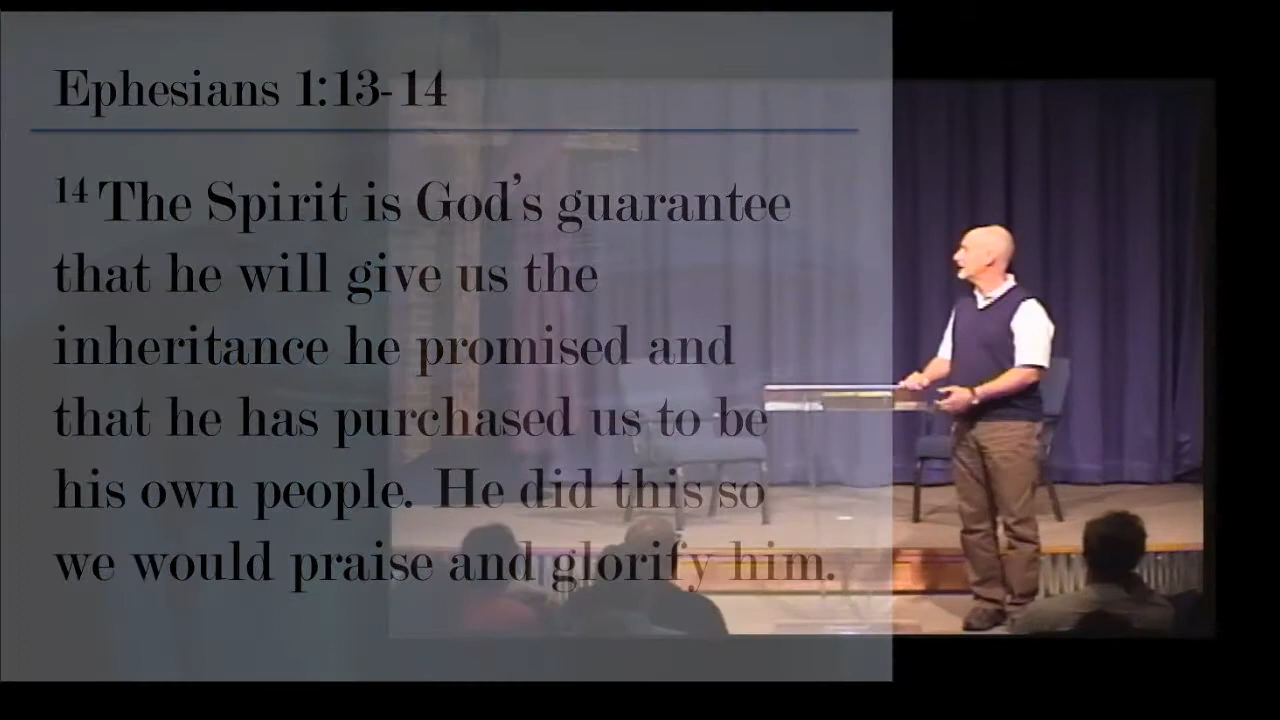 Ephesians 1:13-14
14 The Spirit is God's guarantee
that he will give us the
inheritance he promised and
that he has purchased us to be
his own people. He did this so
we would praise and glorify him.